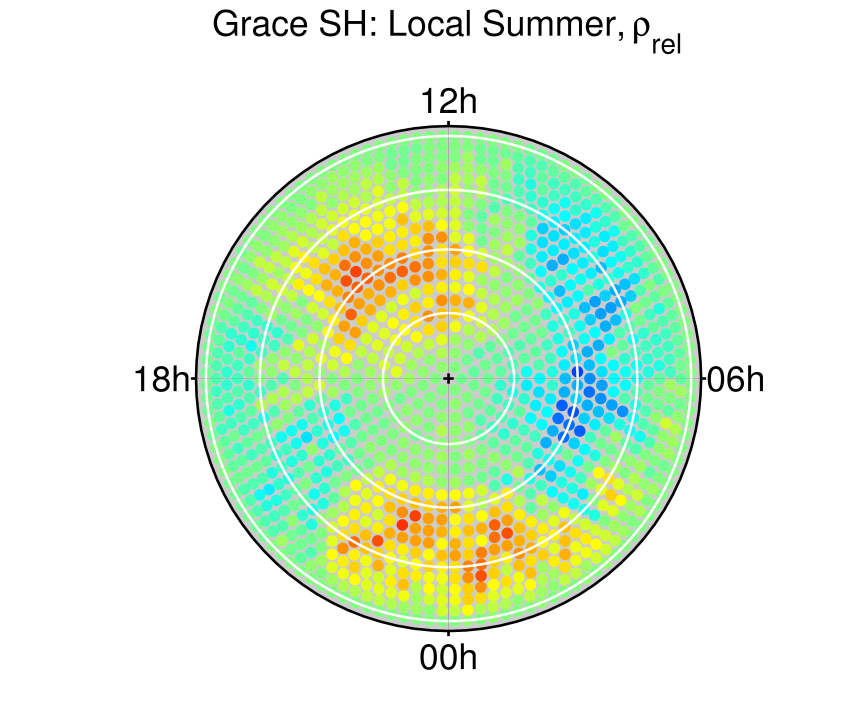 Grace SH: Local Summer, ρrel
12h
18h
06h
00h